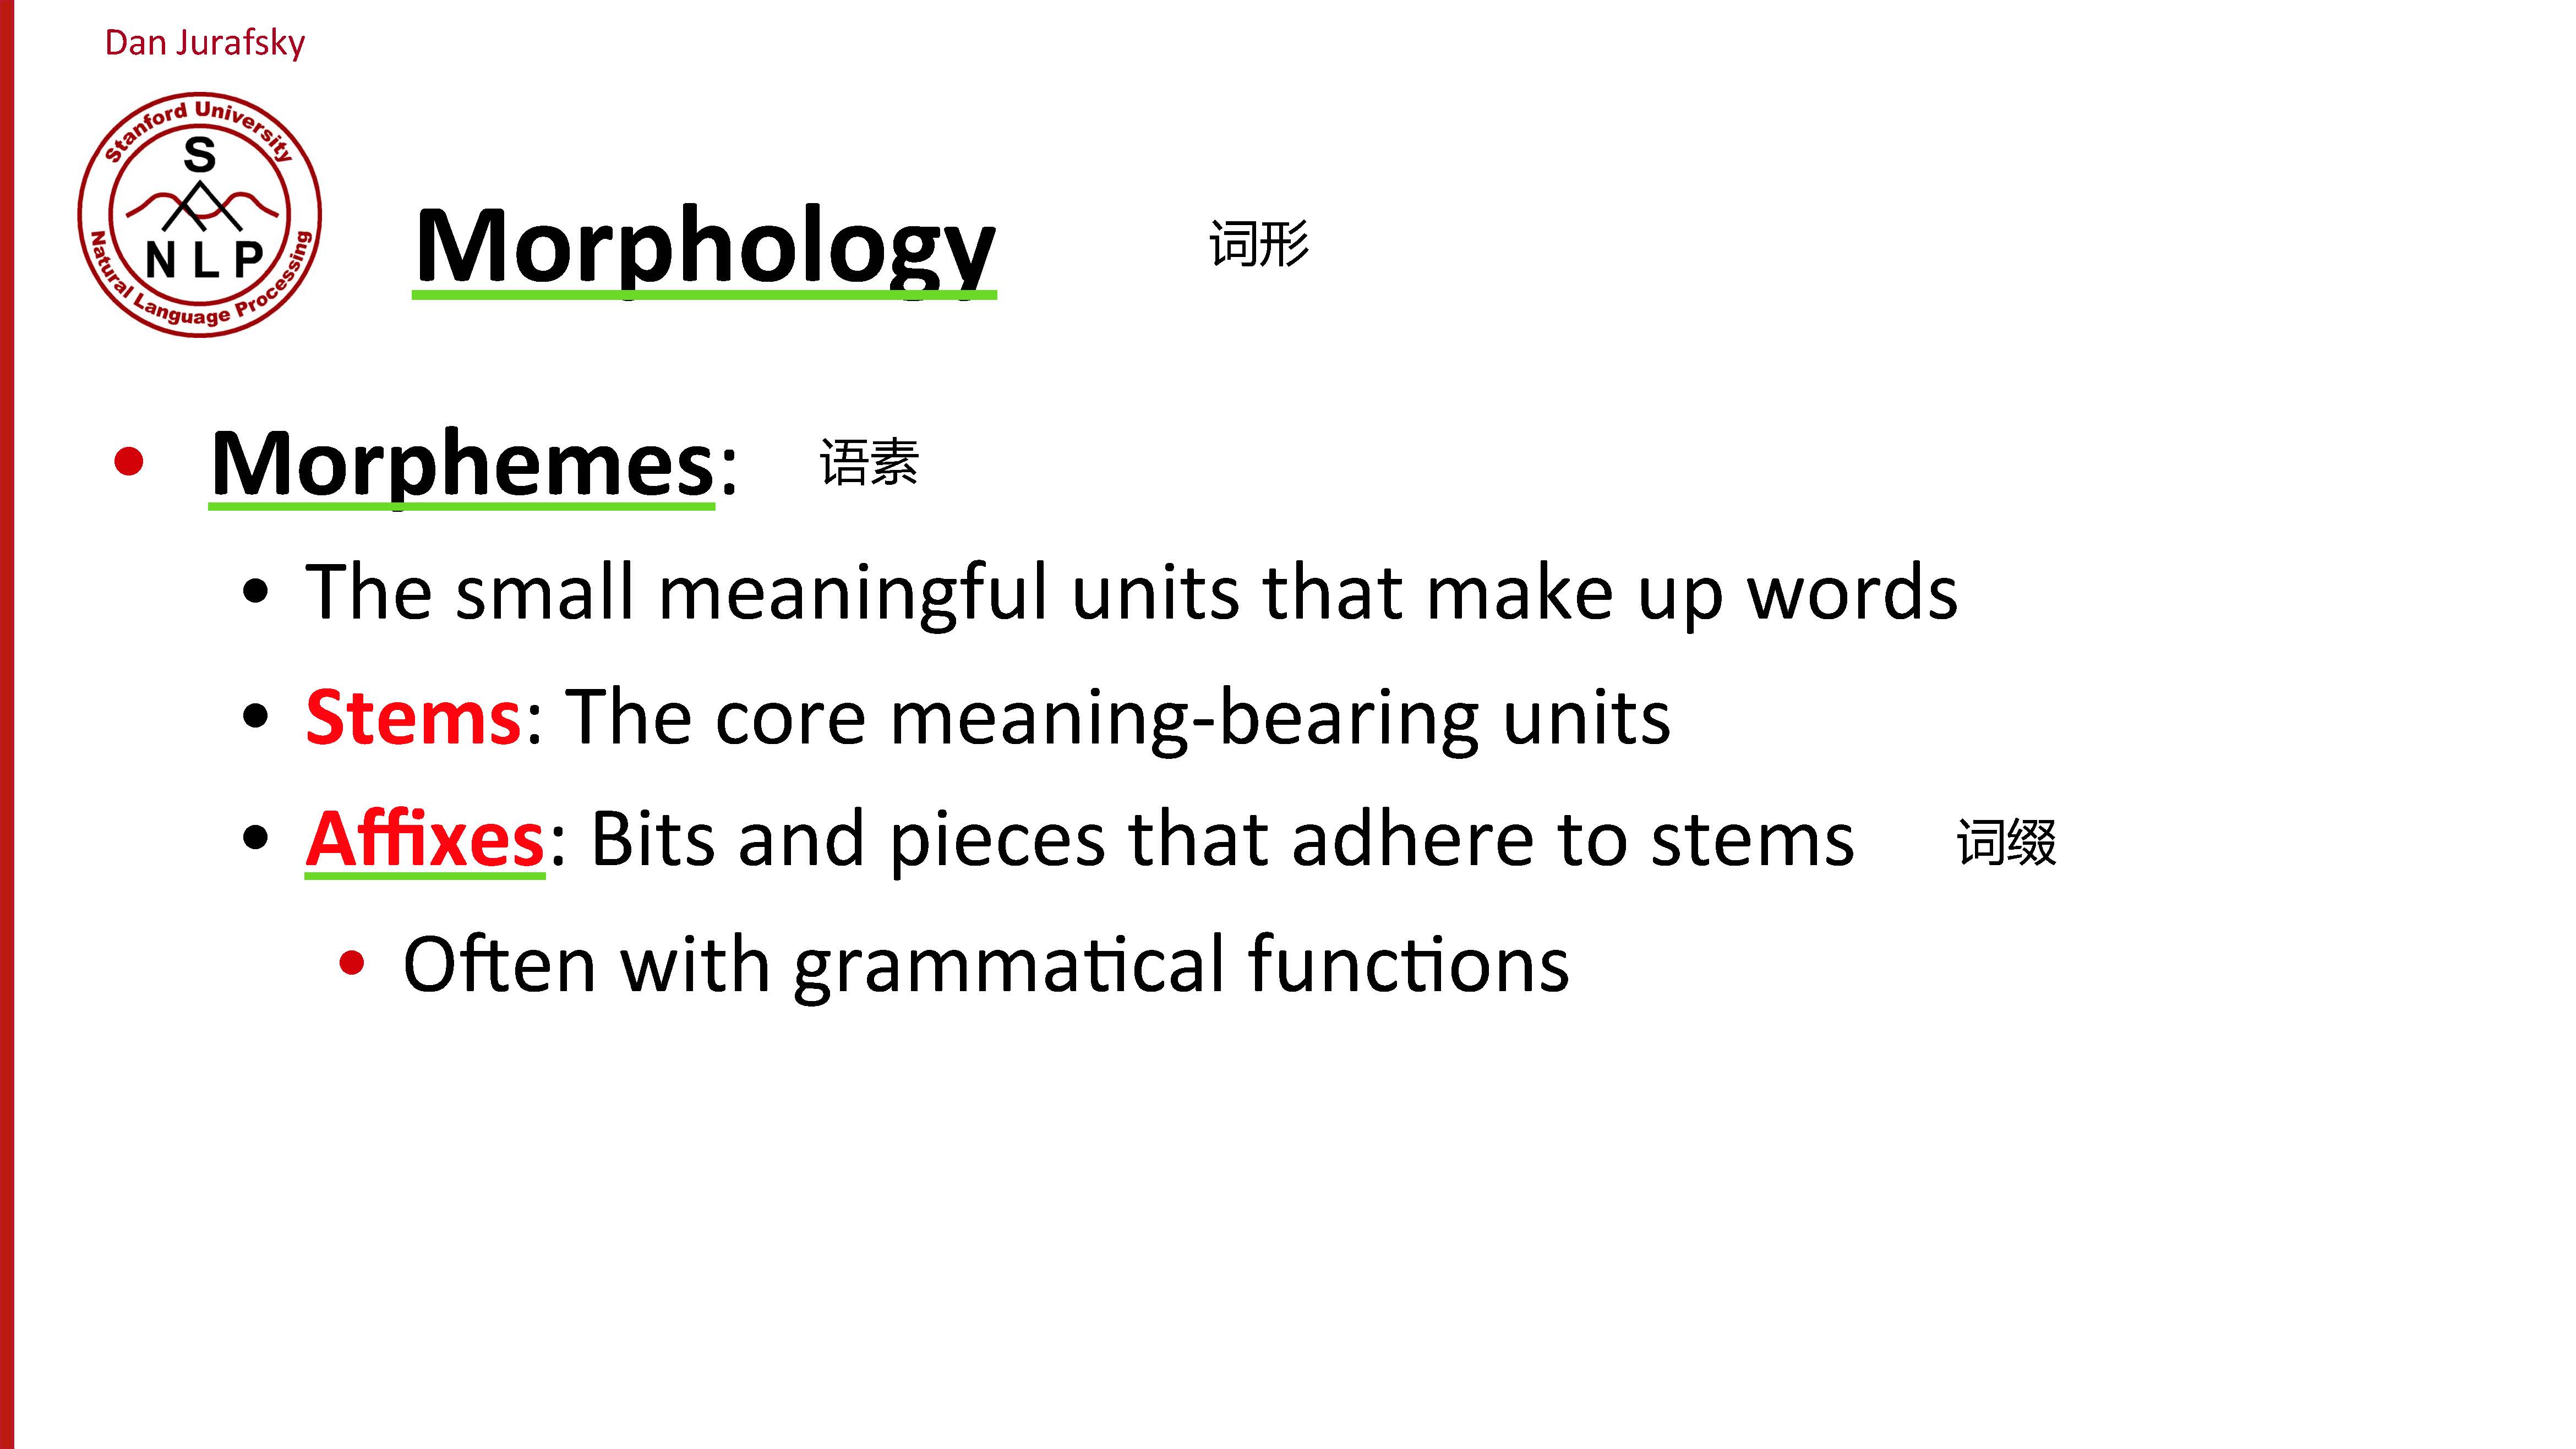 Dan Jurafsky
Stanford University
S
N L P
Natural Language Processing
Morphology 词形
• Morphemes: 语素
• The small meaningful units that make up words
• Stems: The core meaning-bearing units
• Affixes: Bits and pieces that adhere to stems 词缀
• Often with grammatical functions